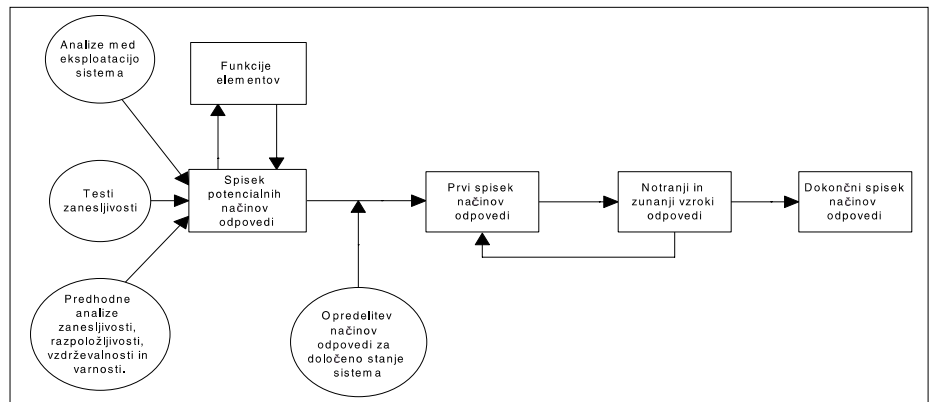 Analize med
eksploatacijo
sistema
Funkcije
elementov
Testi
zanesljivosti
Spisek
potencialnih
načinov
odpovedi
Prvi spisek
načinov
odpovedi
Notranji in
zunanji vzroki
odpovedi
Dokončni spisek
načinov
odpovedi
Predhodne
analize
zanesljivosti,
razpoložljivosti,
vzdrževalnosti in
varnosti.
Opredelitev
načinov
odpovedi za
določeno stanje
sistema